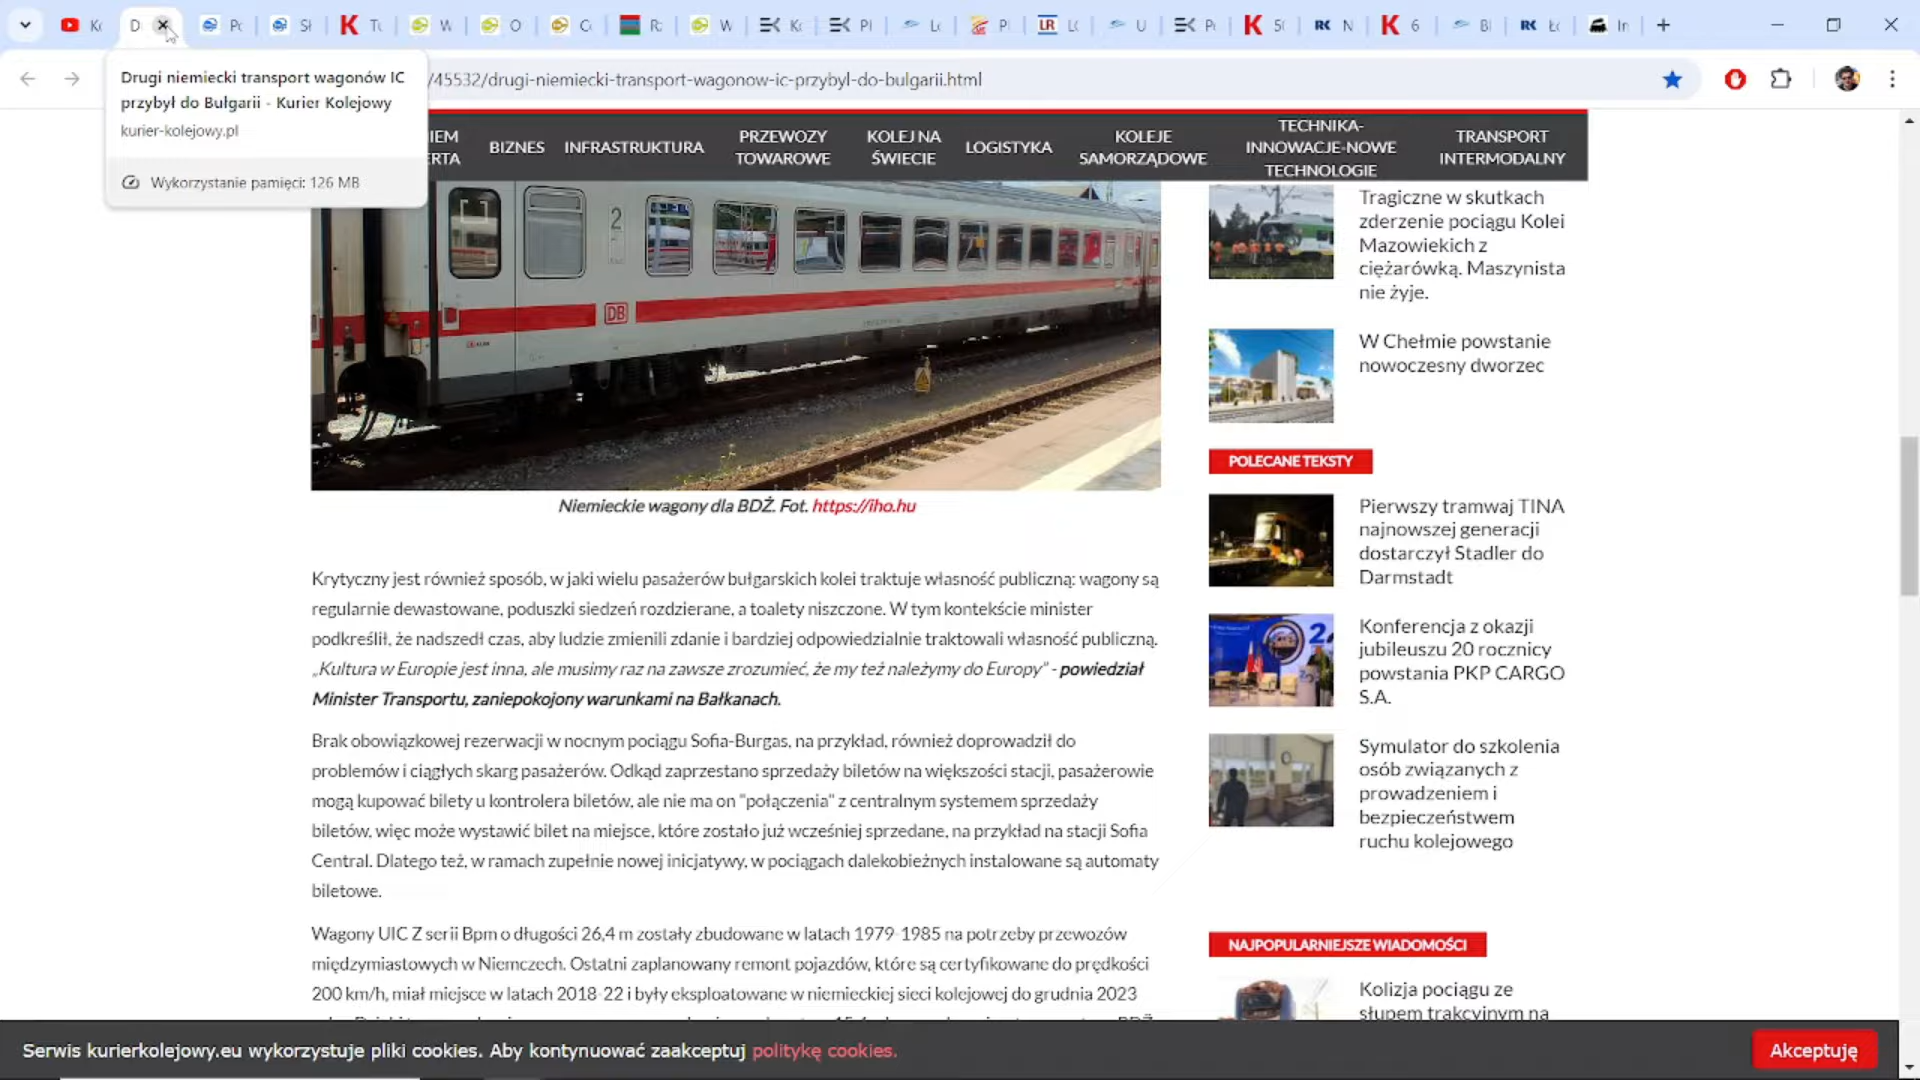 Drugi niemiecki transport wagonów IC
przybył do Bułgarii - Kurier Kolejowy
kurier-kolejowy.pl
Wykorzystanie pamięci: 126 MB
/45532/drugi-niemiecki-transport-wagonow-ic-przybyl-do-bulgarii.html
BIZNES
INFRASTRUKTURA
PRZEWOZY
TOWAROWE
KOLEJ NA
ŚWIECIE
LOGISTYKA
KOLEJE
SAMORZĄDOWE
TECHNIKA-
INNOWACJE-NOWE
TECHNOLOGIE
TRANSPORT
INTERMODALNY
2
DB
Niemieckie wagony dla BDŻ. Fot. https://iho.hu
Krytyczny jest również sposób, w jaki wielu pasażerów bułgarskich kolei traktuje własność publiczną: wagony są
regularnie dewastowane, poduszki siedzeń rozdzierane, a toalety niszczone. W tym kontekście minister
podkreślił, że nadszedł czas, aby ludzie zmienili zdanie i bardziej odpowiedzialnie traktowali własność publiczną.
„Kultura w Europie jest inna, ale musimy raz na zawsze zrozumieć, że my też należymy do Europy” - powiedział
Minister Transportu, zaniepokojony warunkami na Bałkanach.
Brak obowiązkowej rezerwacji w nocnym pociągu Sofia-Burgas, na przykład, również doprowadził do
problemów i ciągłych skarg pasażerów. Odkąd zaprzestano sprzedaży biletów na większości stacji, pasażerowie
mogą kupować bilety u kontrolera biletów, ale nie ma on "połączenia" z centralnym systemem sprzedaży
biletów, więc może wystawić bilet na miejsce, które zostało już wcześniej sprzedane, na przykład na stacji Sofia
Central. Dlatego też, w ramach zupełnie nowej inicjatywy, w pociągach dalekobieżnych instalowane są automaty
biletowe.
Wagony UIC Z serii Bpm o długości 26,4 m zostały zbudowane w latach 1979-1985 na potrzeby przewozów
międzymiastowych w Niemczech. Ostatni zaplanowany remont pojazdów, które są certyfikowane do prędkości
200 km/h, miał miejsce w latach 2018-22 i były eksploatowane w niemieckiej sieci kolejowej do grudnia 2023
Tragiczne w skutkach
zderzenie pociągu Kolei
Mazowiekich z
ciężarówką. Maszynista
nie żyje.
W Chełmie powstanie
nowoczesny dworzec
POLECANE TEKSTY
Pierwszy tramwaj TINA
najnowszej generacji
dostarczył Stadler do
Darmstadt
Konferencja z okazji
jubileuszu 20 rocznicy
powstania PKP CARGO
S.A.
Symulator do szkolenia
osób związanych z
prowadzeniem i
bezpieczeństwem
ruchu kolejowego
NAJPOPULARNIEJSZE WIADOMOŚCI
Kolizja pociągu ze
słupem trakcyjnym na
Serwis kurierkolejowy.eu wykorzystuje pliki cookies. Aby kontynuować zaakceptuj politykę cookies.
Akceptuję